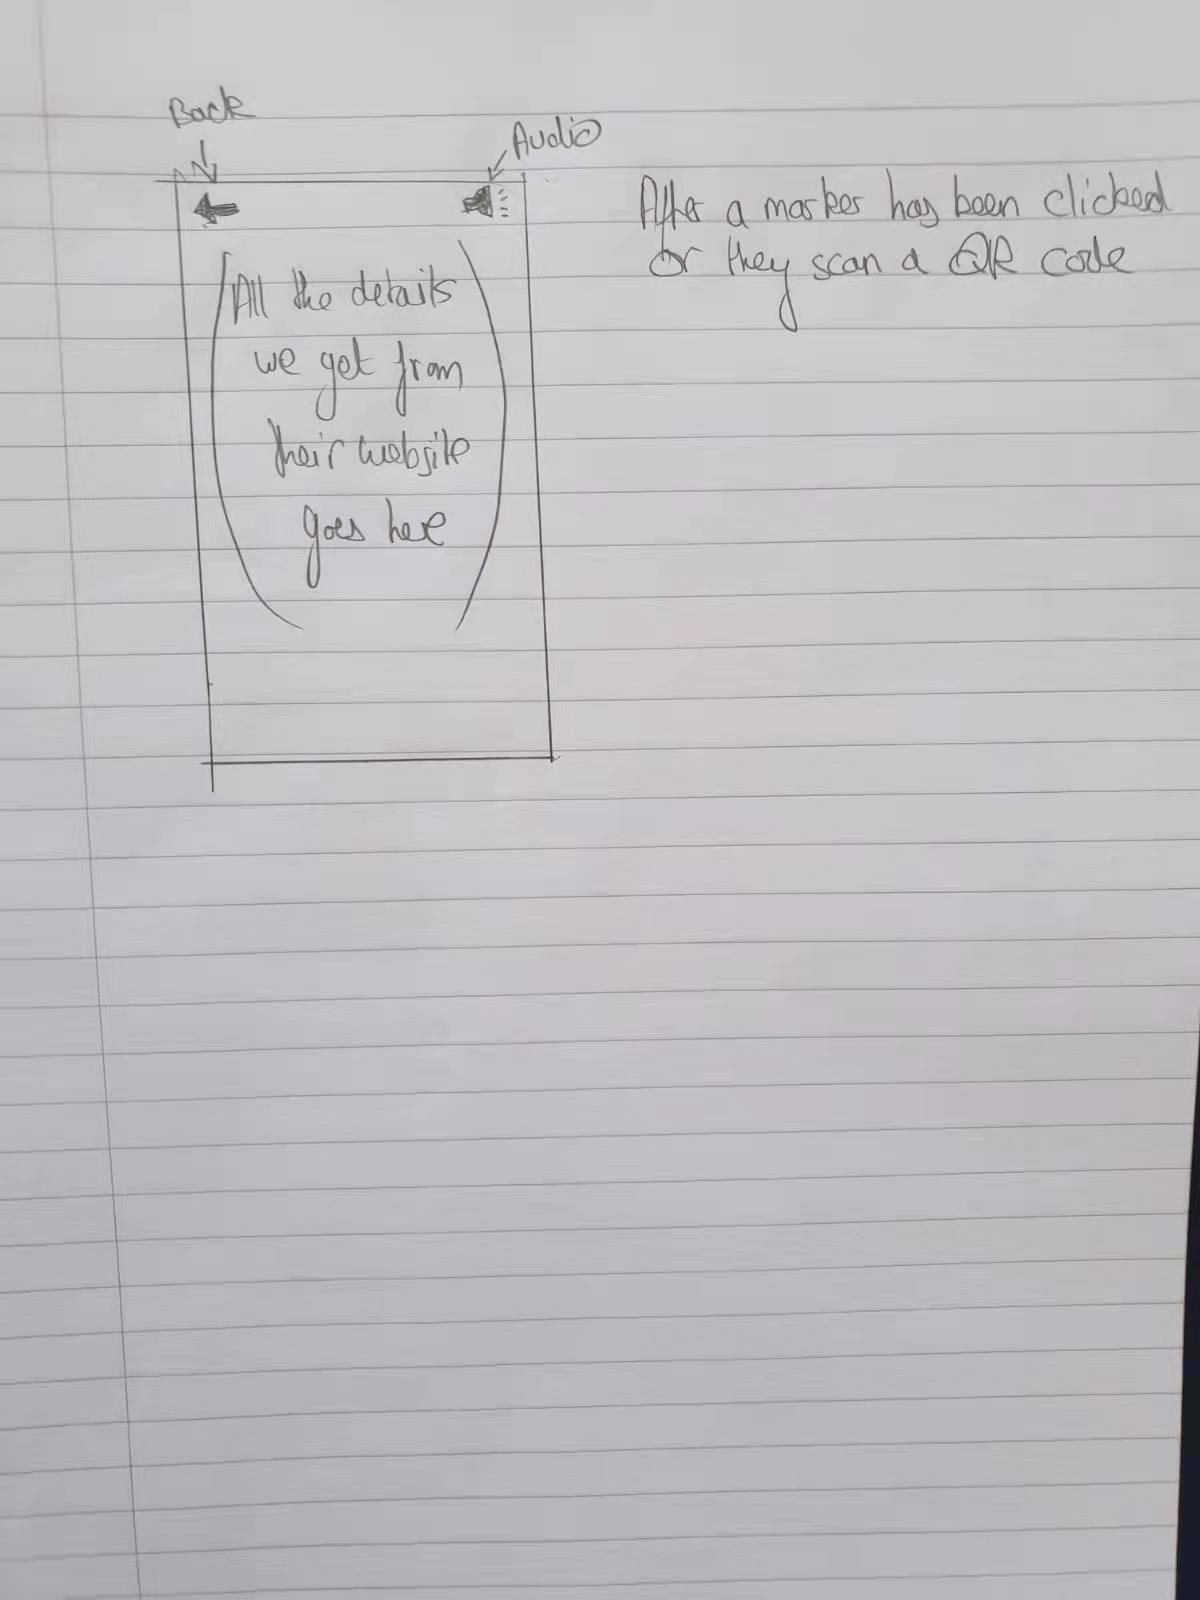 Back
Audio
After a marker has been clicked
or they scan a QR code
All the details
we get from
their website
goes here